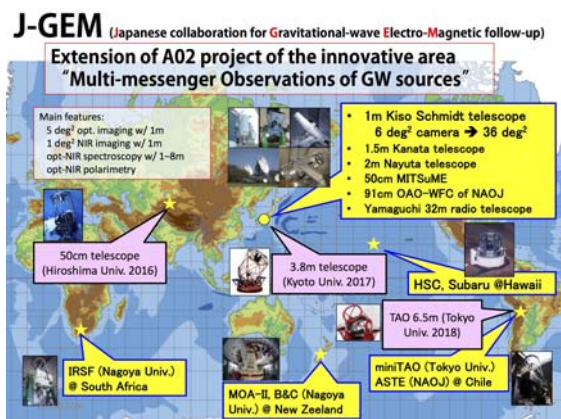 J-GEM (Japanese collaboration for Gravitational-wave Electro-Magnetic follow-up)
Extension of A02 project of the innovative area
"Multi-messenger Observations of GW sources"
Main features:
5 deg² opt. imaging w/ 1m
1 deg² NIR imaging w/ 1m
opt-NIR spectroscopy w/ 1–8m
opt-NIR polarimetry
• 1m Kiso Schmidt telescope
6 deg² camera ➔ 36 deg²
• 1.5m Kanata telescope
• 2m Nayuta telescope
• 50cm MITSuME
• 91cm OAO-WFC of NAOJ
• Yamaguchi 32m radio telescope
50cm telescope
(Hiroshima Univ. 2016)
3.8m telescope
(Kyoto Univ. 2017)
HSC, Subaru @Hawaii
TAO 6.5m (Tokyo
Univ. 2018)
IRSF (Nagoya Univ.)
@ South Africa
MOA-II, B&C (Nagoya
Univ.) @ New Zeeland
miniTAO (Tokyo Univ.)
ASTE (NAOJ) @ Chile